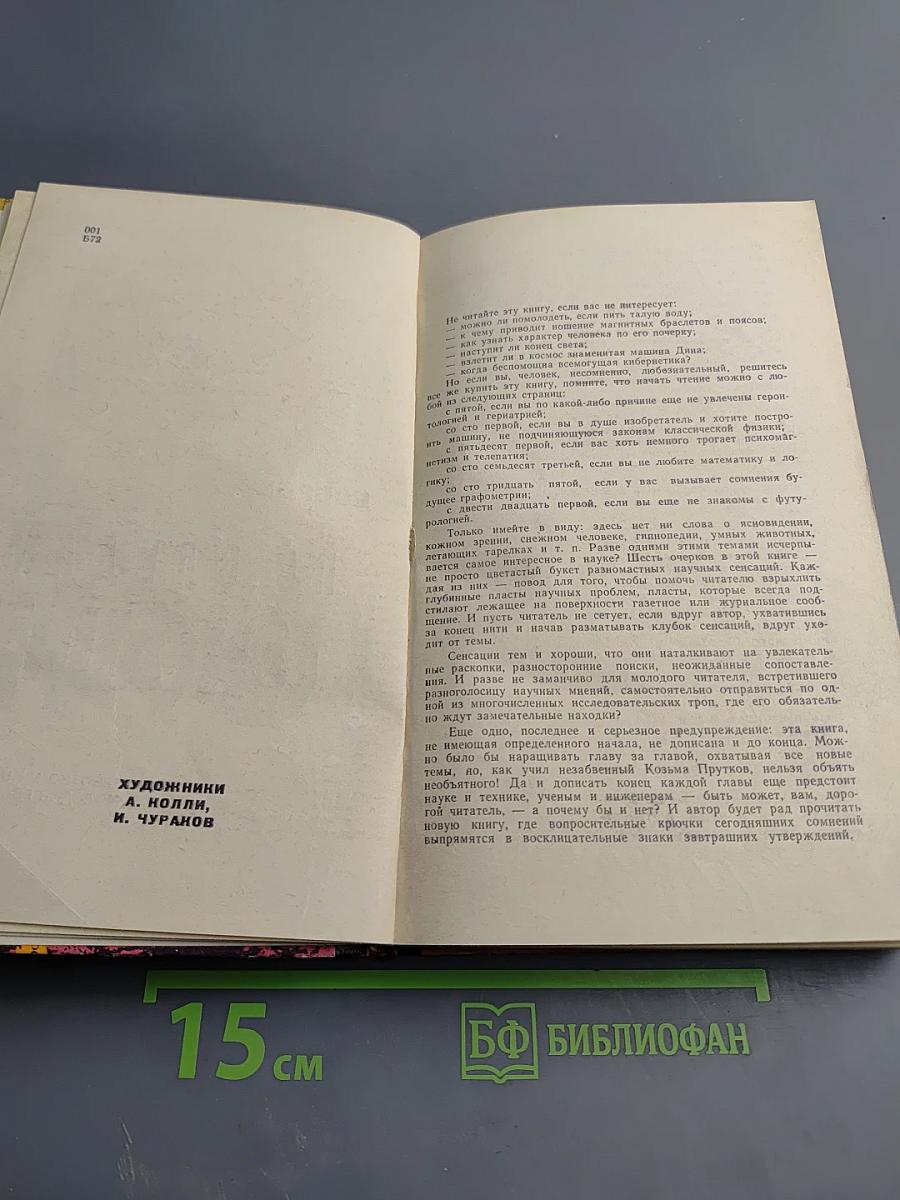 001
Б72
ХУДОЖНИКИ
А. КОЛЛИ,
И. ЧУРАКОВ
Не читайте эту книгу, если вас не интересует:
— можно ли помолодеть, если пить талую воду;
— к чему приводит ношение магнитных браслетов и поясов;
— как узнать характер человека по его почерку;
— наступит ли конец света;
— взлетит ли в космос знаменитая машина Дина;
— когда беспомощна всемогущая кибернетика?
Но если вы, человек, несомненно, любознательный, решитесь
все же купить эту книгу, помните, что начать чтение можно с лю-
бой из следующих страниц:
с пятой, если вы по какой-либо причине еще не увлечены герон-
тологией и гериатрией;
со сто первой, если вы в душе изобретатель и хотите постро-
ить машину, не подчиняющуюся законам классической физики;
с пятьдесят первой, если вас хоть немного трогает психомаг-
нетизм и телепатия;
со сто семьдесят третьей, если вы не любите математику и ло-
гику;
со сто тридцать пятой, если у вас вызывает сомнения бу-
дущее графометрии;
с двести двадцать первой, если вы еще не знакомы с футу-
рологией.
Только имейте в виду: здесь нет ни слова о ясновидении,
кожном зрении, снежном человеке, гипнопедии, умных животных,
летающих тарелках и т. п. Разве одними этими темами исчерпы-
вается самое интересное в науке? Шесть очерков в этой книге —
не просто цветастый букет разномастных научных сенсаций. Каж-
дая из них — повод для того, чтобы помочь читателю взрыхлить
глубинные пласты научных проблем, пласты, которые всегда под-
стилают лежащее на поверхности газетное или журнальное сооб-
щение. И пусть читатель не сетует, если вдруг автор, ухватившись
за конец нити и начав разматывать клубок сенсаций, вдруг ухо-
дит от темы.
Сенсации тем и хороши, что они наталкивают на увлекатель-
ные раскопки, разносторонние поиски, неожиданные сопоставле-
ния. И разве не заманчиво для молодого читателя, встретившего
разноголосицу научных мнений, самостоятельно отправиться по од-
ной из многочисленных исследовательских троп, где его обязатель-
но ждут замечательные находки?
Еще одно, последнее и серьезное предупреждение: эта книга,
не имеющая определенного начала, не дописана и до конца. Мож-
но было бы наращивать главу за главой, охватывая все новые
темы, но, как учил незабвенный Козьма Прутков, нельзя объять
необъятного! Да и дописать конец каждой главы еще предстоит
науке и технике, ученым и инженерам — быть может, вам, доро-
гой читатель, — а почему бы и нет? И автор будет рад прочитать
новую книгу, где вопросительные крючки сегодняшних сомнений
выпрямятся в восклицательные знаки завтрашних утверждений.
15 см
БФ БИБЛИОФАН